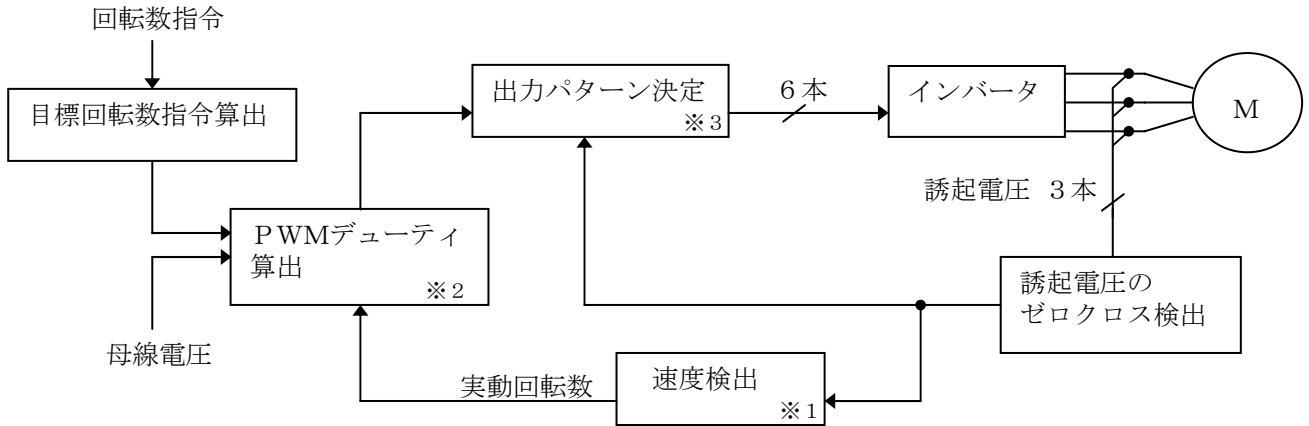 回転数指令
目標回転数指令算出
出力パターン決定
※３
６本
インバータ
M
誘起電圧 ３本
ＰＷＭデューティ
算出
※２
母線電圧
誘起電圧の
ゼロクロス検出
実動回転数
速度検出
※１